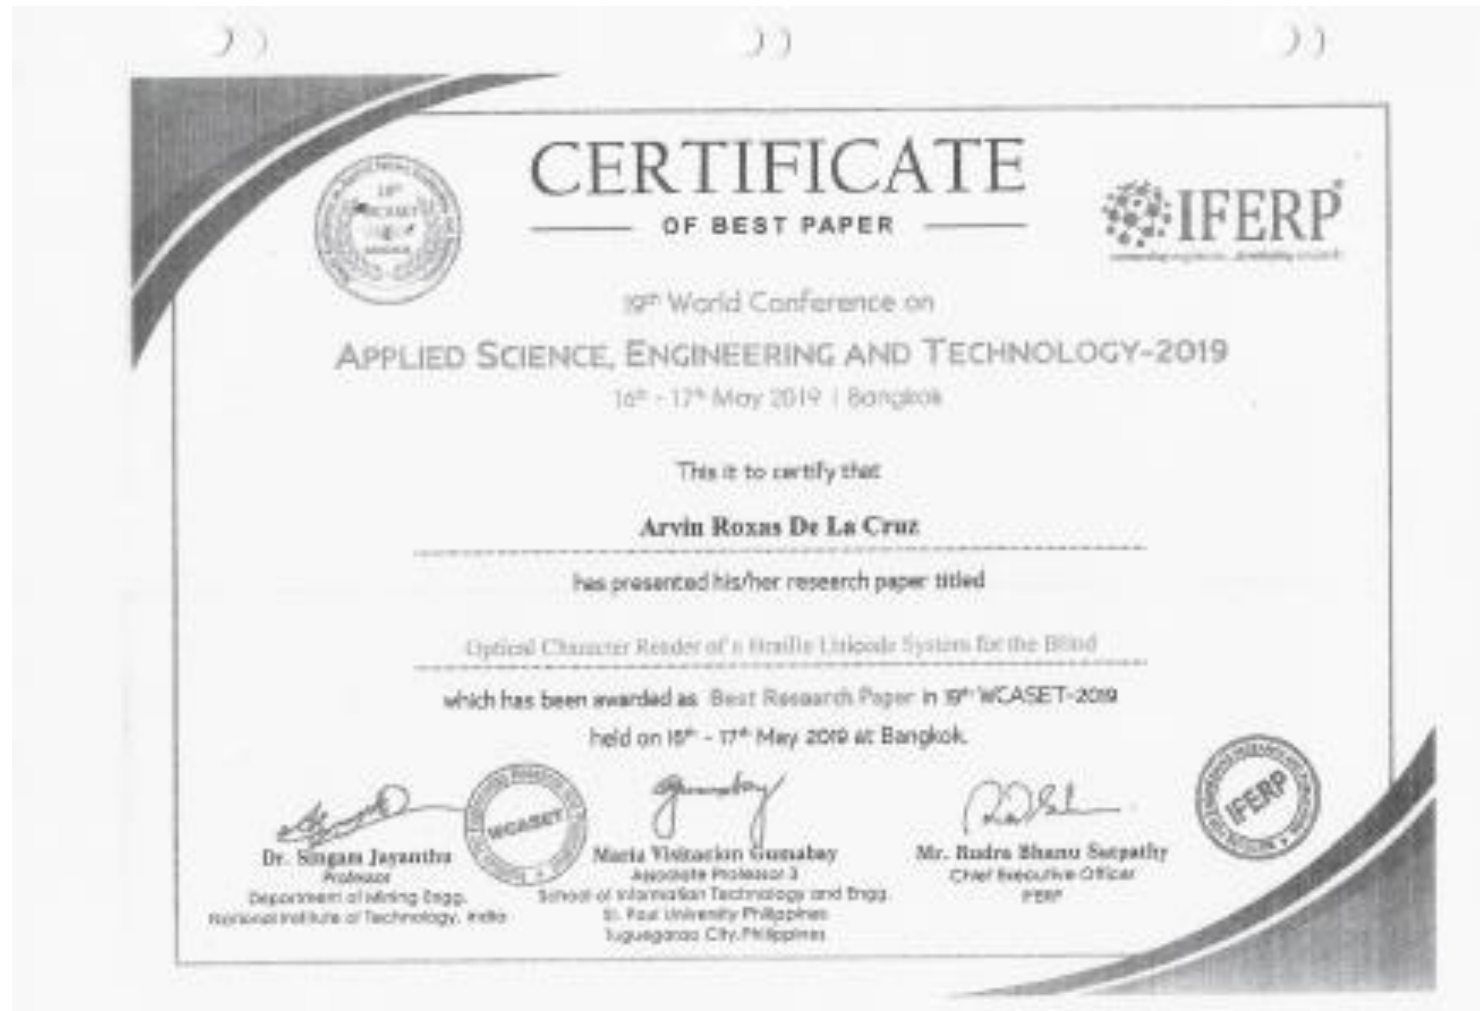 CERTIFICATE
OF BEST PAPER
IFERP
19th World Conference on
APPLIED SCIENCE, ENGINEERING AND TECHNOLOGY-2019
16th - 17th May 2019 | Bangkok
This it to certify that
Arvin Roxas De La Cruz
has presented his/her research paper titled
Optical Character Reader of a Braille Unicode System for the Blind
which has been awarded as Best Research Paper in 19th WCASET-2019
held on 16th - 17th May 2019 at Bangkok.
WCASET
IFERP
Dr. Singam Jayanthu
Professor
Department of Mining Engg.
National Institute of Technology, India
Maria Visitacion Gumabay
Associate Professor 3
School of Information Technology and Engg.
St. Paul University Philippines
Tuguegarao City, Philippines
Mr. Rudra Bhanu Satpathy
Chief Executive Officer
IFERP